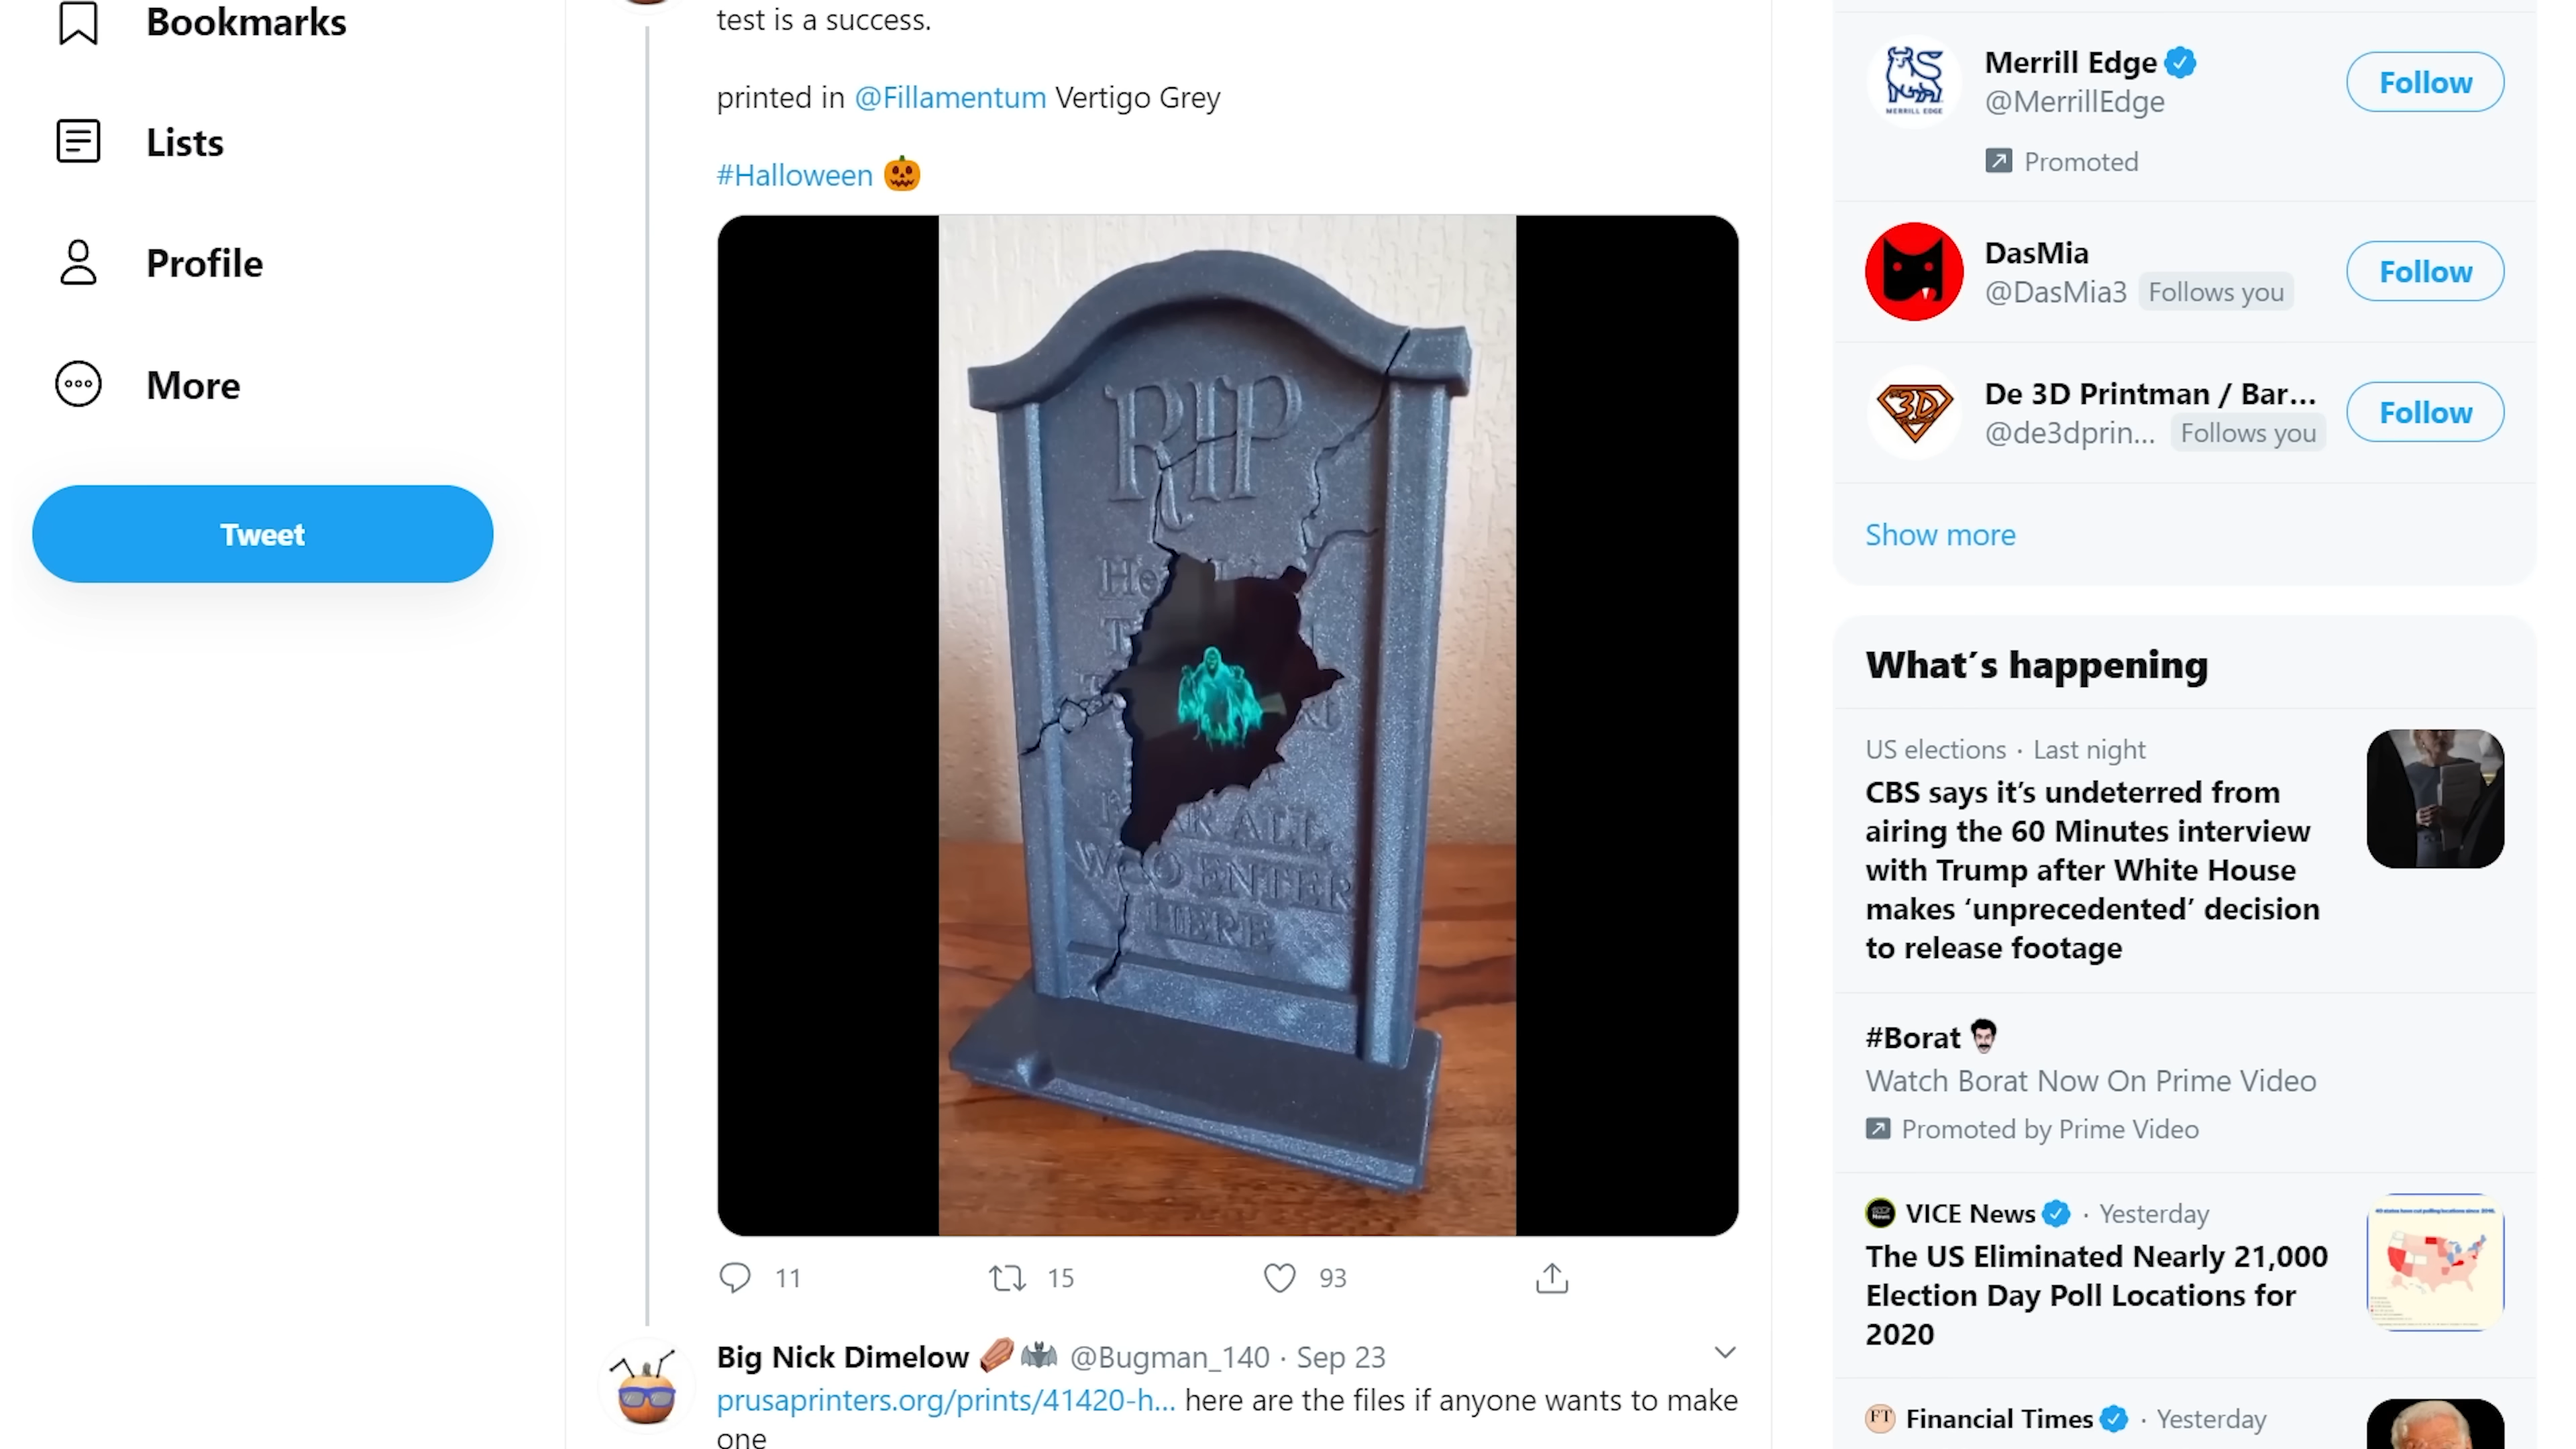 Bookmarks
Lists
Profile
More
Tweet
test is a success.
printed in @Fillamentum Vertigo Grey
#Halloween
RIP
ALL
ENTER
HERE
11
15
93
Big Nick Dimelow @Bugman_140 · Sep 23
prusaprinters.org/prints/41420-h... here are the files if anyone wants to make
one
Merrill Edge
@MerrillEdge
Follow
MERRILL EDGE
Promoted
DasMia
@DasMia3 Follows you
Follow
3D
De 3D Printman / Bar...
@de3dprin... Follows you
Follow
Show more
What´s happening
US elections · Last night
CBS says it’s undeterred from
airing the 60 Minutes interview
with Trump after White House
makes ‘unprecedented’ decision
to release footage
#Borat
Watch Borat Now On Prime Video
Promoted by Prime Video
VICE News · Yesterday
The US Eliminated Nearly 21,000
Election Day Poll Locations for
2020
FT
Financial Times · Yesterday